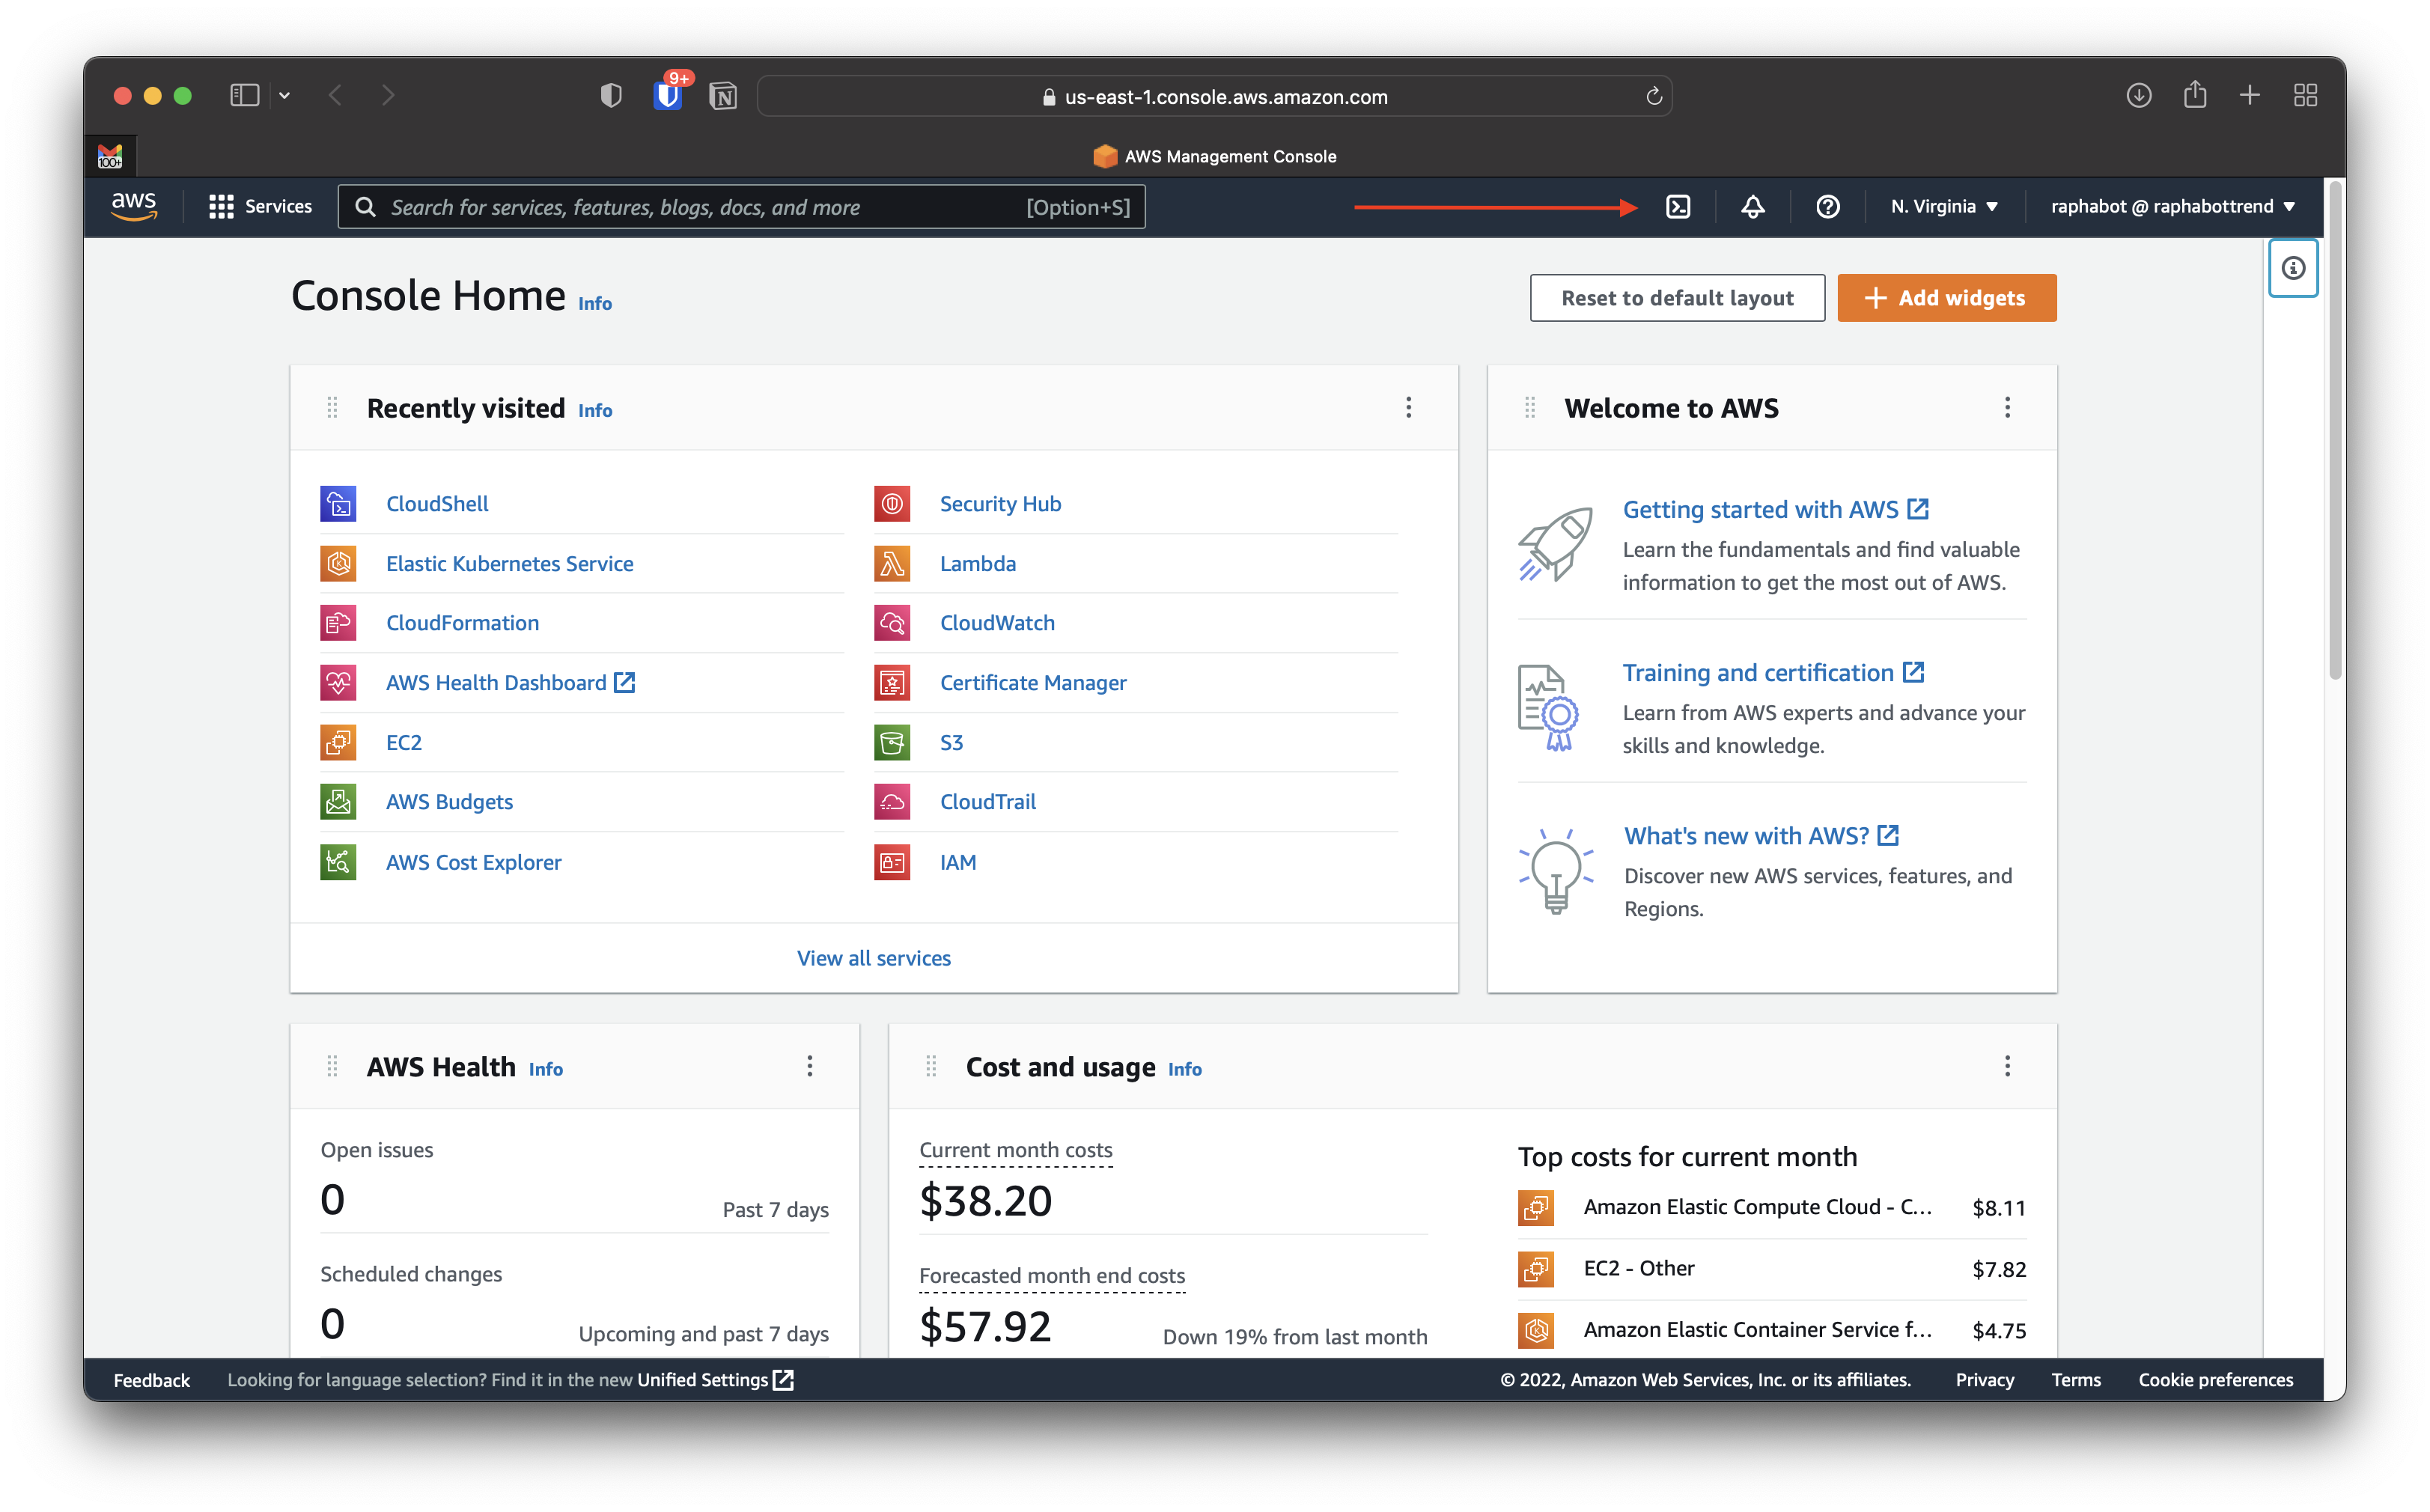 9+
us-east-1.console.aws.amazon.com
100+
AWS Management Console
aws
Services
Search for services, features, blogs, docs, and more
[Option+S]
N. Virginia
raphabot @ raphabottrend
Console Home Info
Reset to default layout
Add widgets
Recently visited Info
CloudShell
Elastic Kubernetes Service
CloudFormation
AWS Health Dashboard
EC2
AWS Budgets
AWS Cost Explorer
Security Hub
Lambda
CloudWatch
Certificate Manager
S3
CloudTrail
IAM
View all services
Welcome to AWS
Getting started with AWS
Learn the fundamentals and find valuable
information to get the most out of AWS.
Training and certification
Learn from AWS experts and advance your
skills and knowledge.
What's new with AWS?
Discover new AWS services, features, and
Regions.
AWS Health Info
Open issues
0
Past 7 days
Scheduled changes
0
Upcoming and past 7 days
Cost and usage Info
Current month costs
$38.20
Forecasted month end costs
$57.92
Down 19% from last month
Top costs for current month
Amazon Elastic Compute Cloud - C... $8.11
EC2 - Other $7.82
Amazon Elastic Container Service f... $4.75
Feedback
Looking for language selection? Find it in the new Unified Settings
© 2022, Amazon Web Services, Inc. or its affiliates.
Privacy
Terms
Cookie preferences